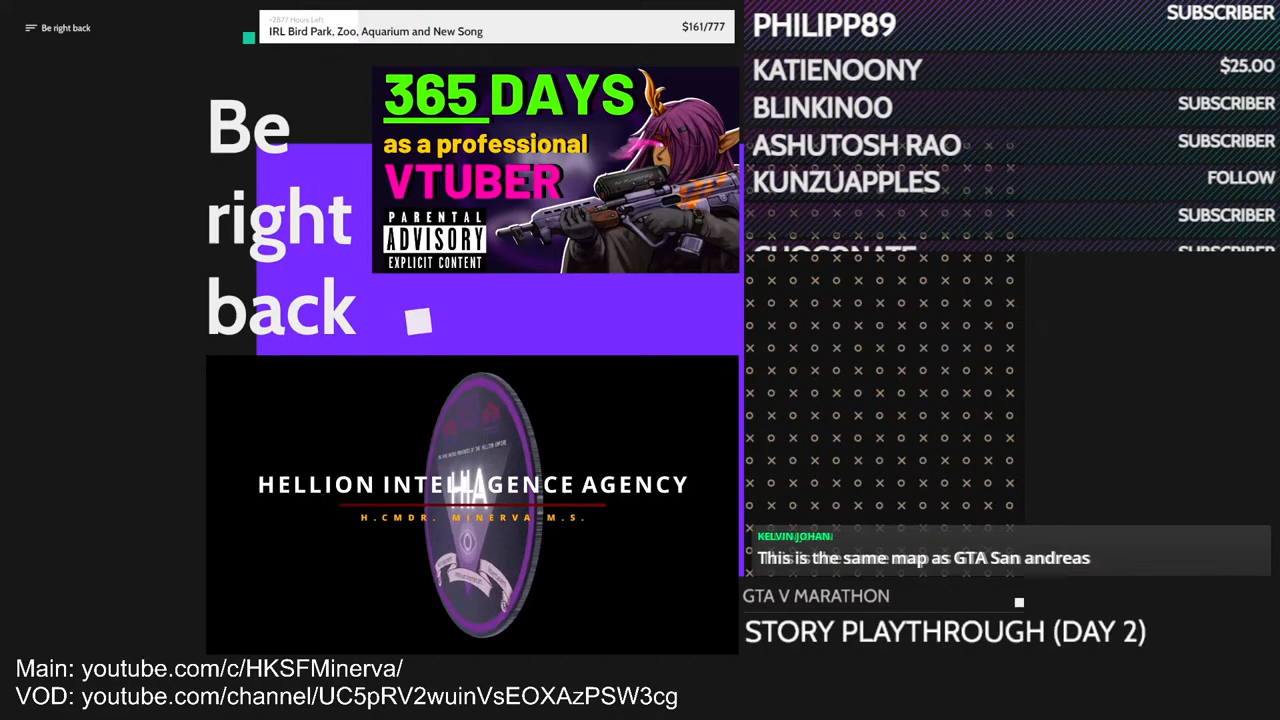 Be right back
~2877 Hours Left
IRL Bird Park, Zoo, Aquarium and New Song
$161/777
Be
right
back
365 DAYS
as a professional
VTUBER
PARENTAL
ADVISORY
EXPLICIT CONTENT
HELLION INTELLIGENCE AGENCY
H.CMDR. MINERVA M.S.
PHILIPP89 SUBSCRIBER
KATIENOONY $25.00
BLINKINOO SUBSCRIBER
ASHUTOSH RAO SUBSCRIBER
KUNZUAPPLES FOLLOW
SUBSCRIBER
KELVIN JOHAN
This is the same map as GTA San andreas
GTA V MARATHON
STORY PLAYTHROUGH (DAY 2)
Main: youtube.com/c/HKSFMinerva/
VOD: youtube.com/channel/UC5pRV2wuinVsEOXAzPSW3cg